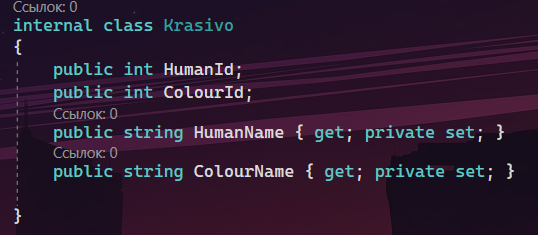 Ссылок: 0
internal class Krasivo
{
public int HumanId;
public int ColourId;
Ссылок: 0
public string HumanName { get; private set; }
Ссылок: 0
public string ColourName { get; private set; }
}